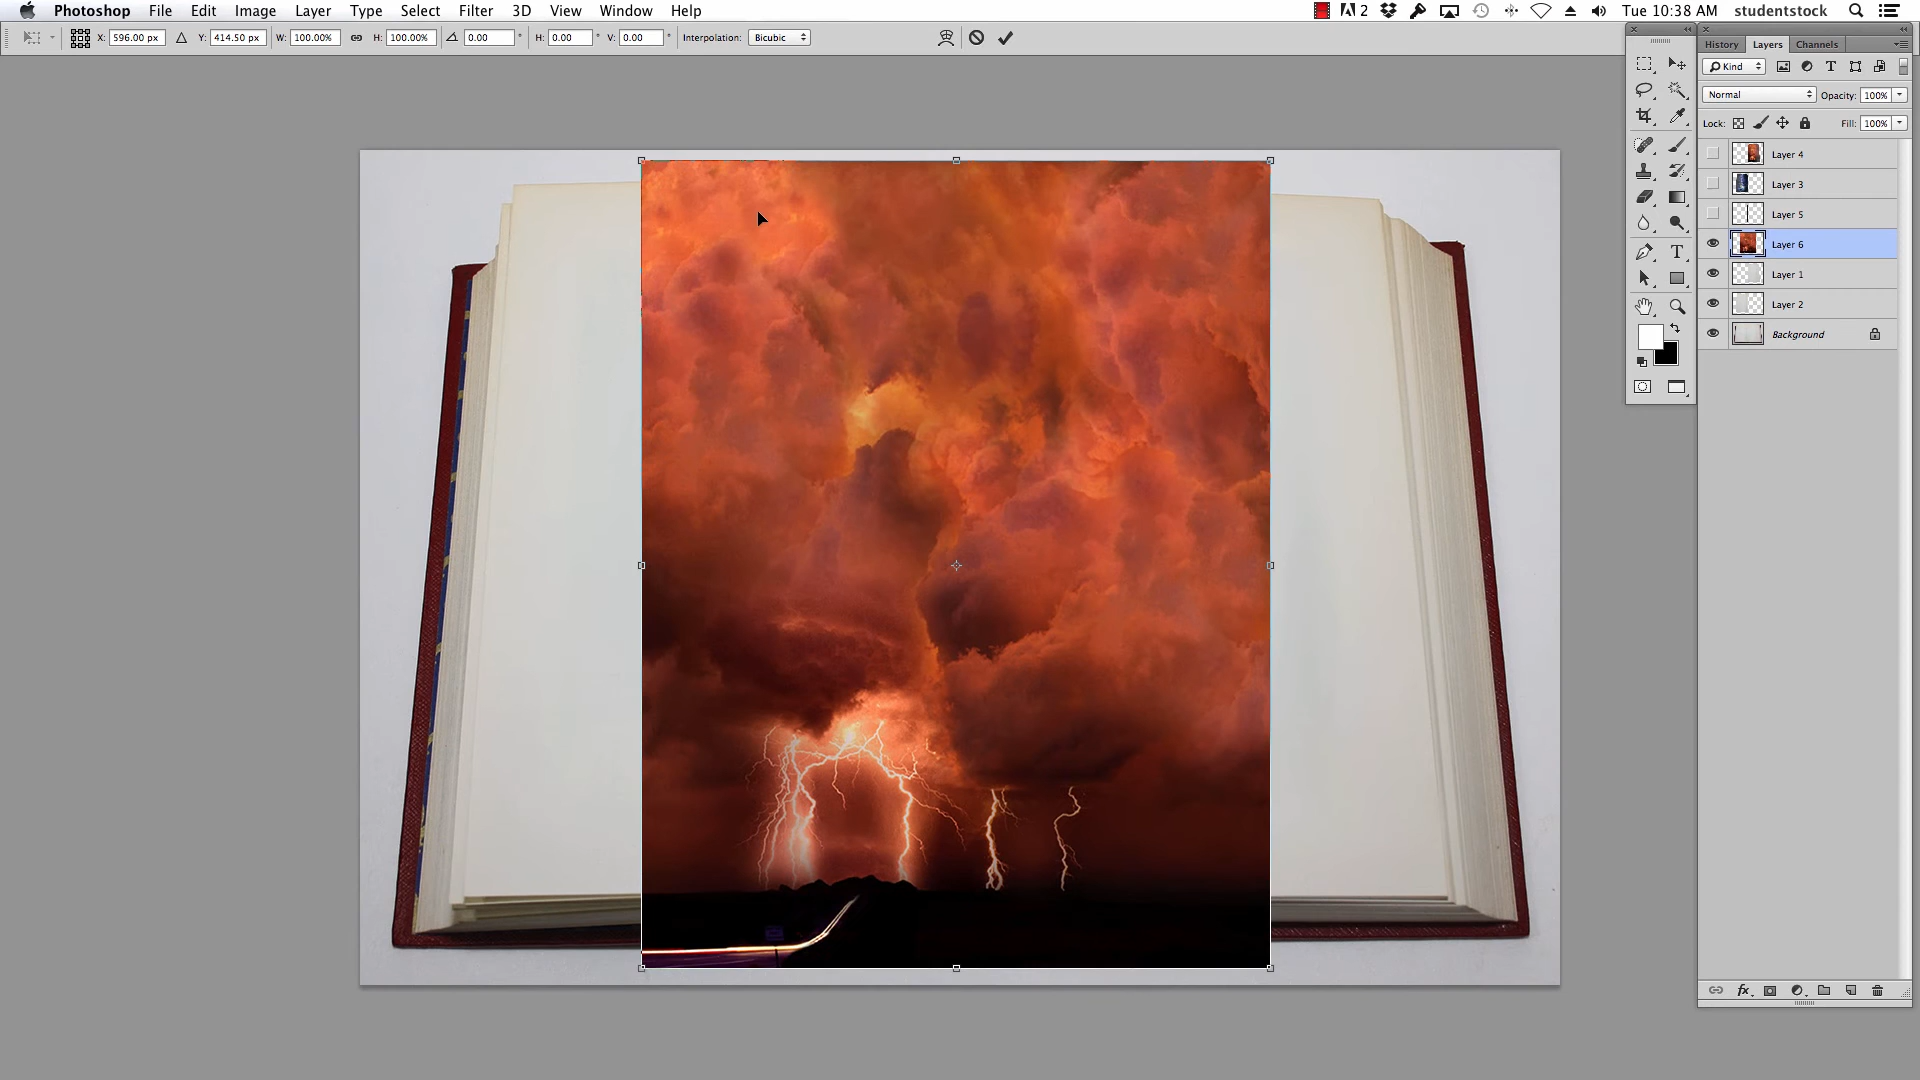 Photoshop File Edit Image Layer Type Select Filter 3D View Window Help 2 Tue 10:38 AM studentstock
X: 596.00 px Y: 414.50 px W: 100.00% H: 100.00% 0.00 ° H: 0.00 ° V: 0.00 ° Interpolation: Bicubic
History Layers Channels
Kind
Normal Opacity: 100%
Lock: Fill: 100%
Layer 4
Layer 3
Layer 5
Layer 6
Layer 1
Layer 2
Background